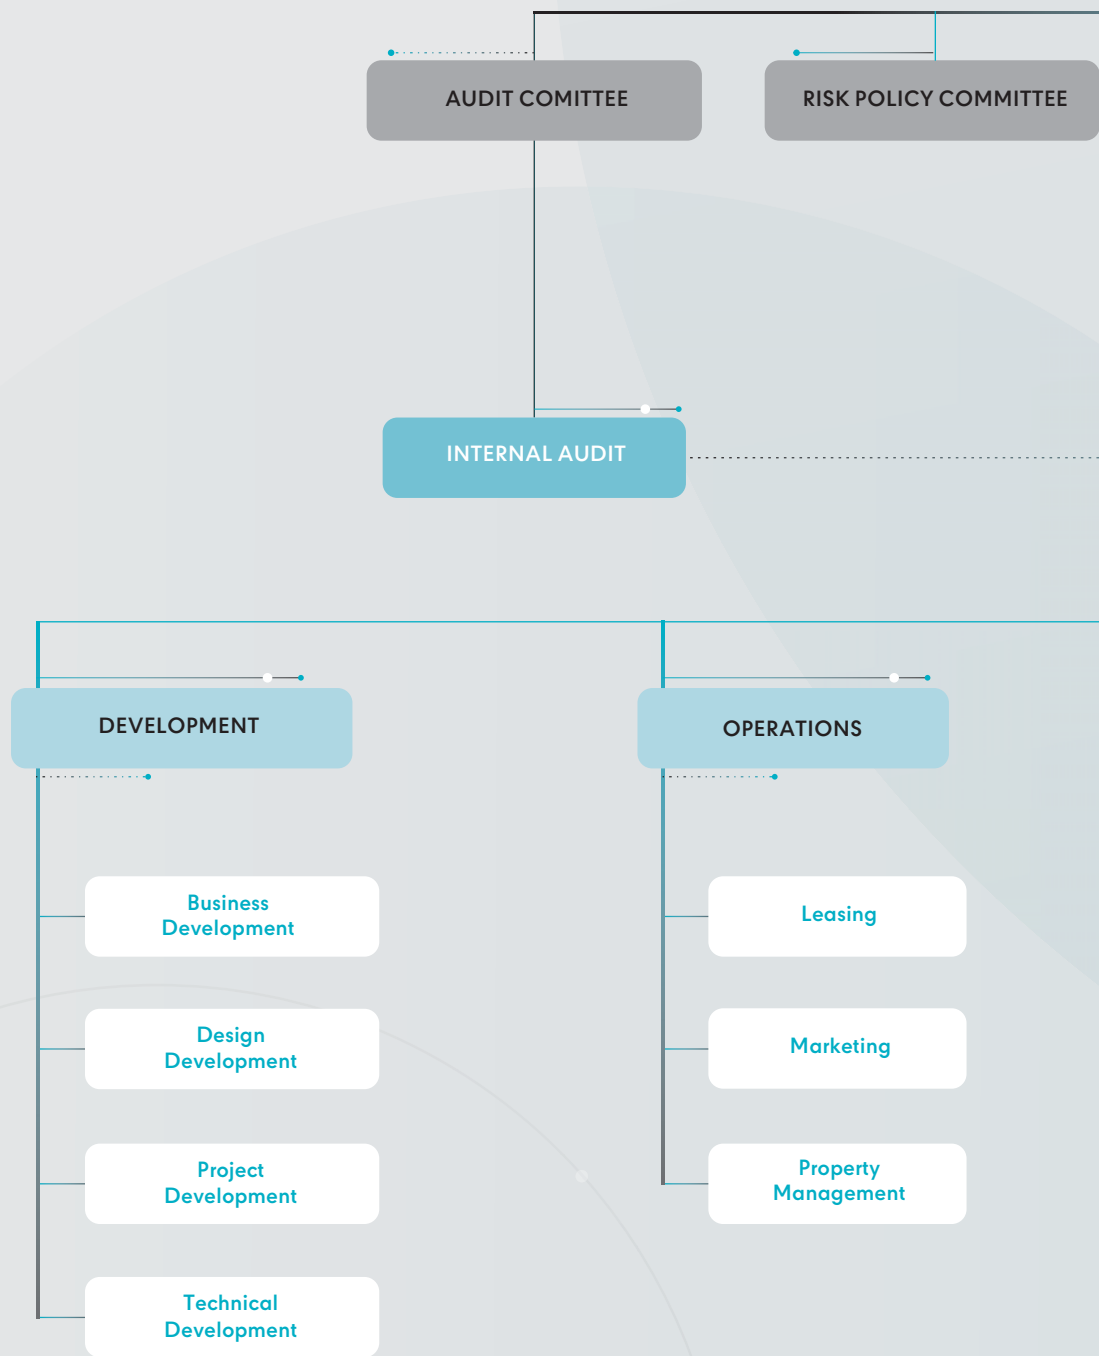 AUDIT COMITTEE
RISK POLICY COMMITTEE
INTERNAL AUDIT
DEVELOPMENT
OPERATIONS
Business
Development
Leasing
Design
Development
Marketing
Project
Development
Property
Management
Technical
Development